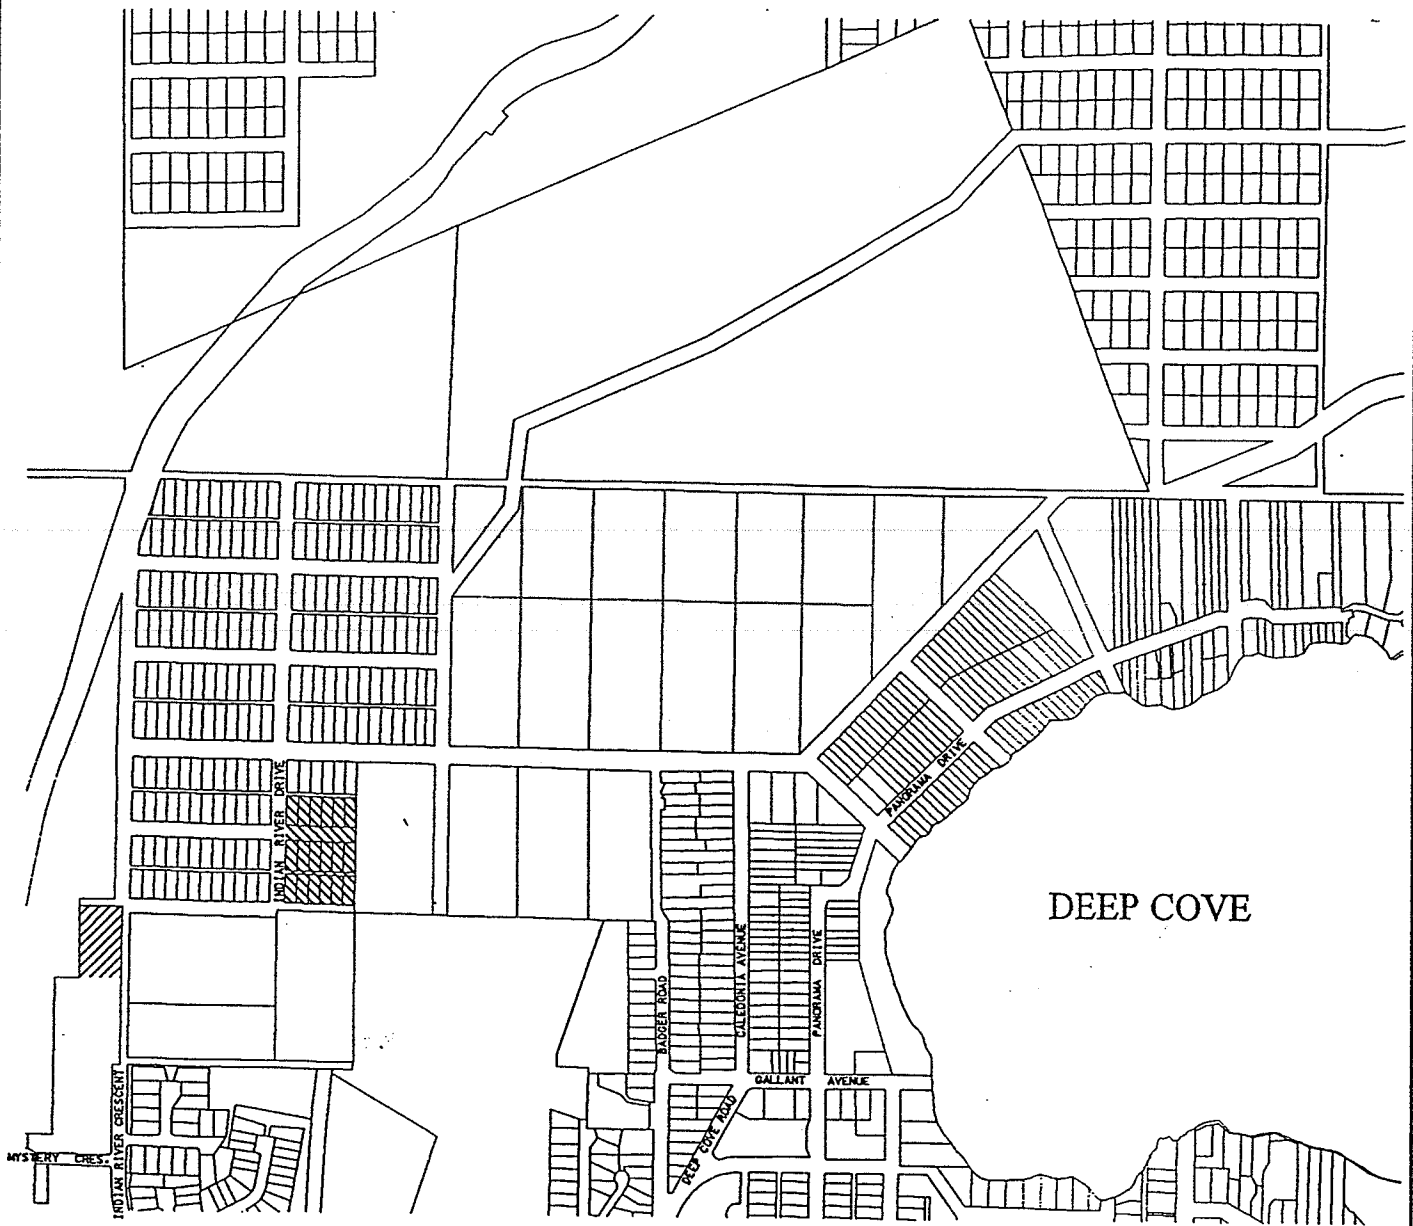 PANORAMA DRIVE
INDIAN RIVER DRIVE
DEEP COVE
BADGER ROAD
CALEDONIA AVENUE
PANORAMA DRIVE
GALLANT AVENUE
DEEP COVE ROAD
INDIAN RIVER CRESCENT
MYSTERY CRES.